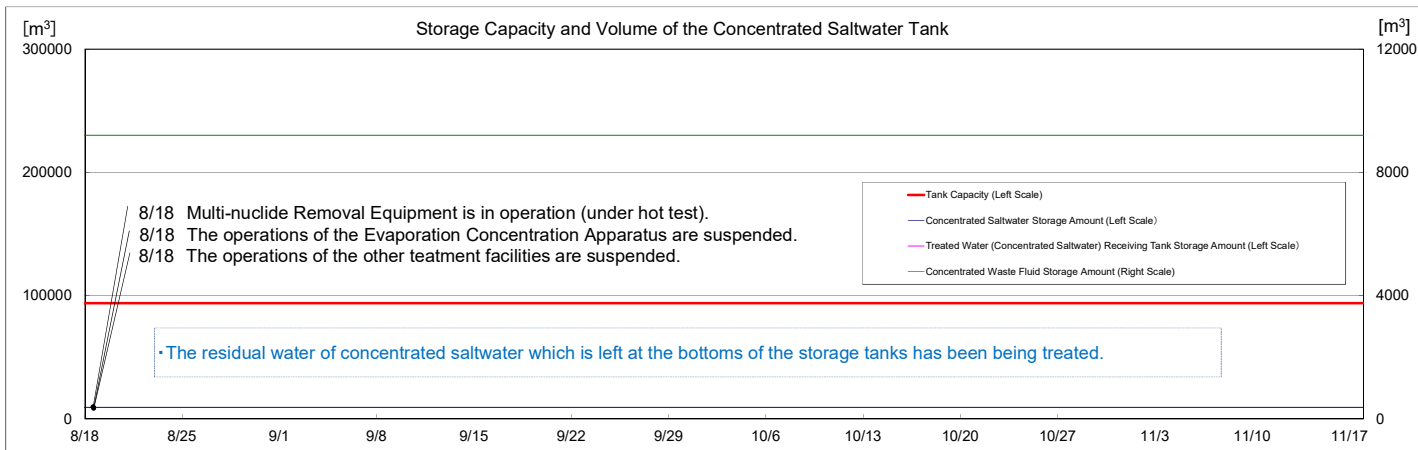 [m³]
Storage Capacity and Volume of the Concentrated Saltwater Tank
[m³]
300000
12000
200000
8000
Tank Capacity (Left Scale)
8/18 Multi-nuclide Removal Equipment is in operation (under hot test).
Concentrated Saltwater Storage Amount (Left Scale)
8/18 The operations of the Evaporation Concentration Apparatus are suspended.
Treated Water (Concentrated Saltwater) Receiving Tank Storage Amount (Left Scale)
8/18 The operations of the other teatment facilities are suspended.
Concentrated Waste Fluid Storage Amount (Right Scale)
100000
4000
・The residual water of concentrated saltwater which is left at the bottoms of the storage tanks has been being treated.
0
0
8/18 8/25 9/1 9/8 9/15 9/22 9/29 10/6 10/13 10/20 10/27 11/3 11/10 11/17